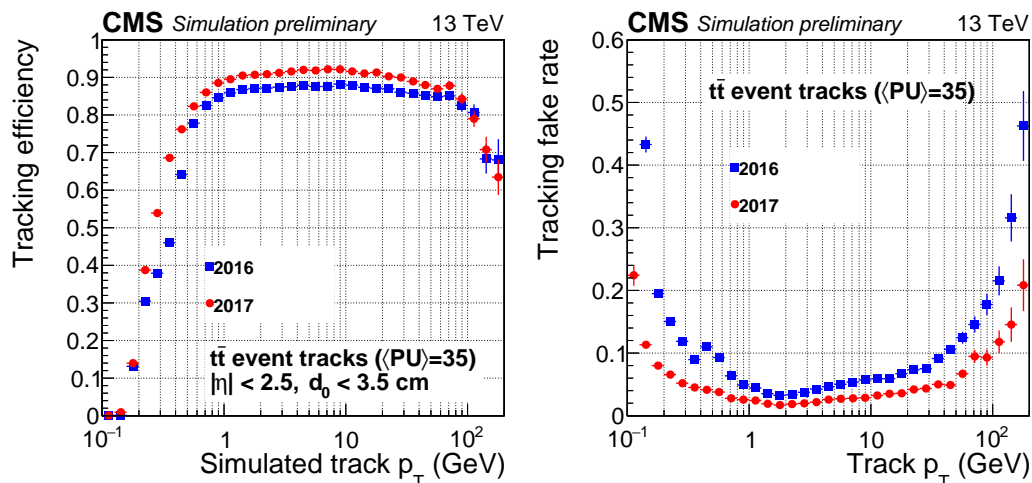 CMS Simulation preliminary 13 TeV
Tracking efficiency
1
0.9
0.8
0.7
0.6
0.5
0.4
0.3
0.2
0.1
0
2016
2017
tt̄ event tracks (⟨PU⟩=35)
|η| < 2.5, d₀ < 3.5 cm
10⁻¹ 1 10 10²
Simulated track p_T (GeV)
CMS Simulation preliminary 13 TeV
Tracking fake rate
0.6
0.5
0.4
0.3
0.2
0.1
0
tt̄ event tracks (⟨PU⟩=35)
2016
2017
10⁻¹ 1 10 10²
Track p_T (GeV)